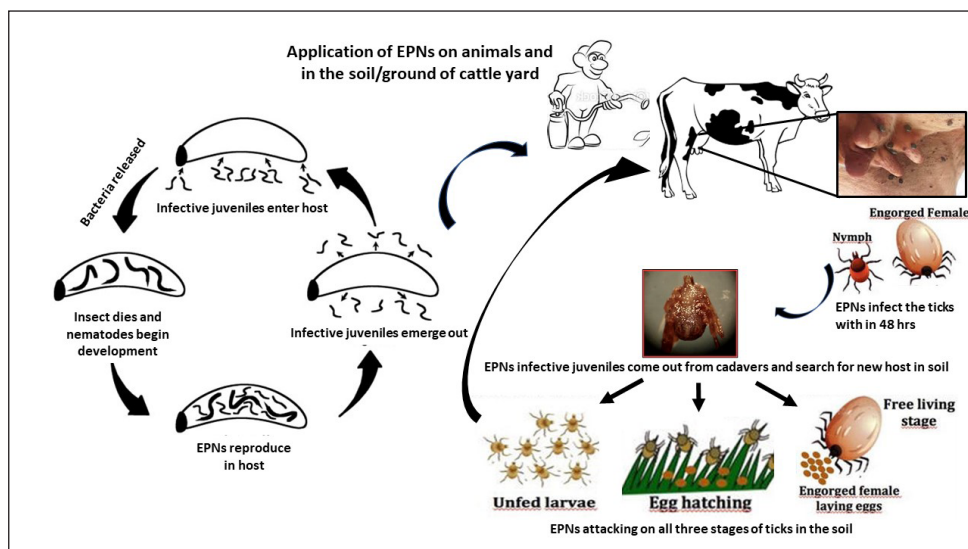 Application of EPNs on animals and
in the soil/ground of cattle yard
Bacteria released
Infective juveniles enter host
Insect dies and
nematodes begin
development
EPNs reproduce
in host
Infective juveniles emerge out
Engorged Female
Nymph
EPNs infect the ticks
with in 48 hrs
EPNs infective juveniles come out from cadavers and search for new host in soil
Unfed larvae
Egg hatching
Free living
stage
Engorged female
laying eggs
EPNs attacking on all three stages of ticks in the soil